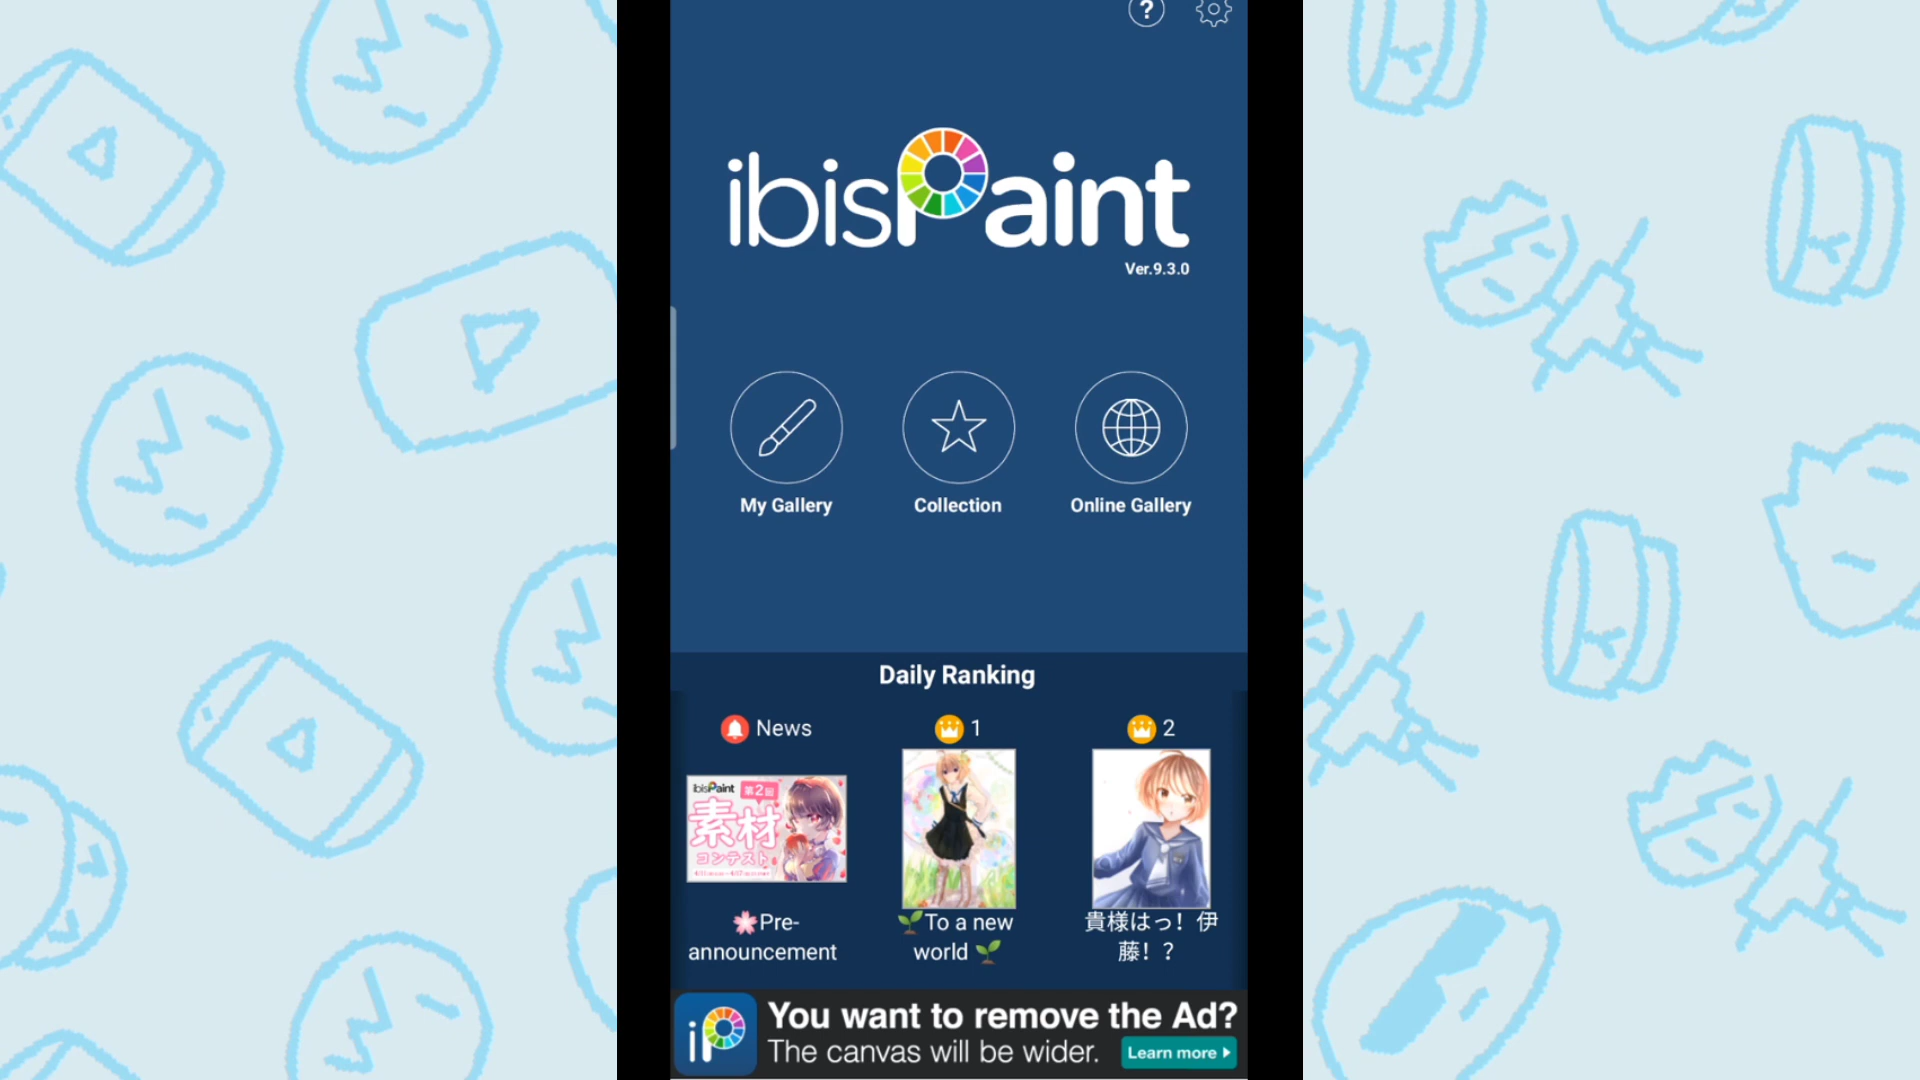 ?
ibisPaint
Ver.9.3.0
My Gallery
Collection
Online Gallery
Daily Ranking
News
1
2
ibisPaint 第2回
素材
コンテスト
🌸Pre-
announcement
🌱To a new
world 🌱
貴様はっ！伊
藤！？
iP
You want to remove the Ad?
The canvas will be wider.
Learn more